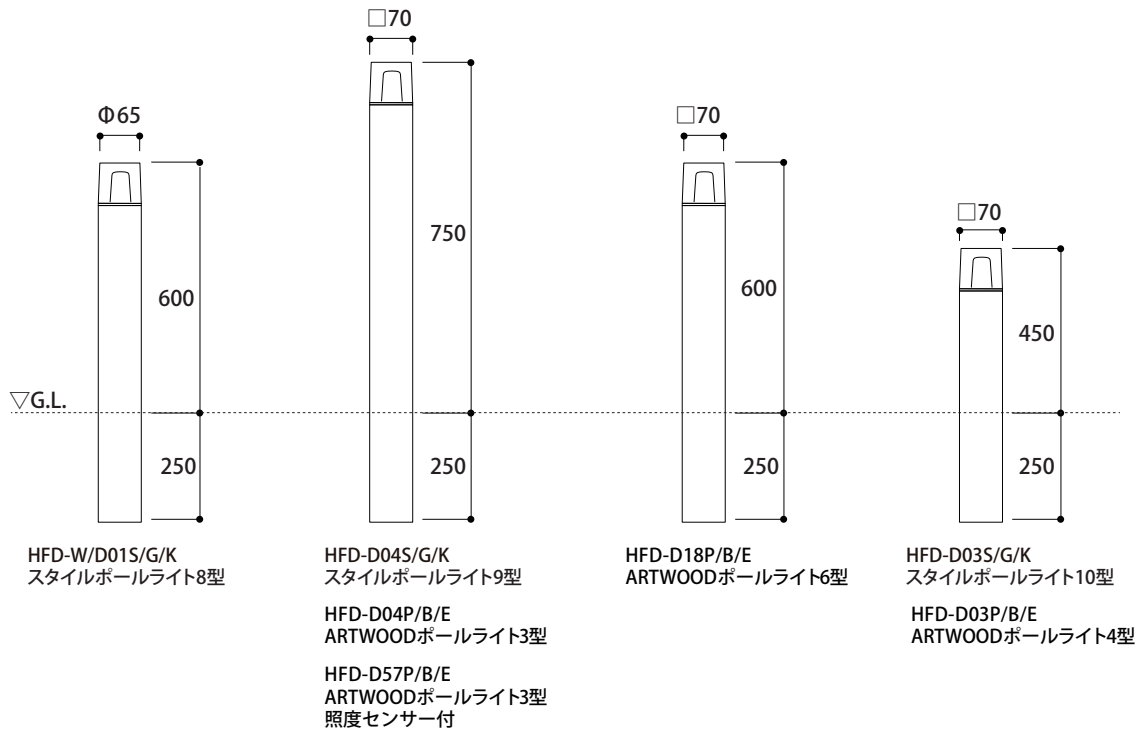 Φ65
600
▽G.L.
250
HFD-W/D01S/G/K
スタイルポールライト8型
□70
750
250
HFD-D04S/G/K
スタイルポールライト9型
HFD-D04P/B/E
ARTWOODポールライト3型
HFD-D57P/B/E
ARTWOODポールライト3型
照度センサー付
□70
600
250
HFD-D18P/B/E
ARTWOODポールライト6型
□70
450
250
HFD-D03S/G/K
スタイルポールライト10型
HFD-D03P/B/E
ARTWOODポールライト4型